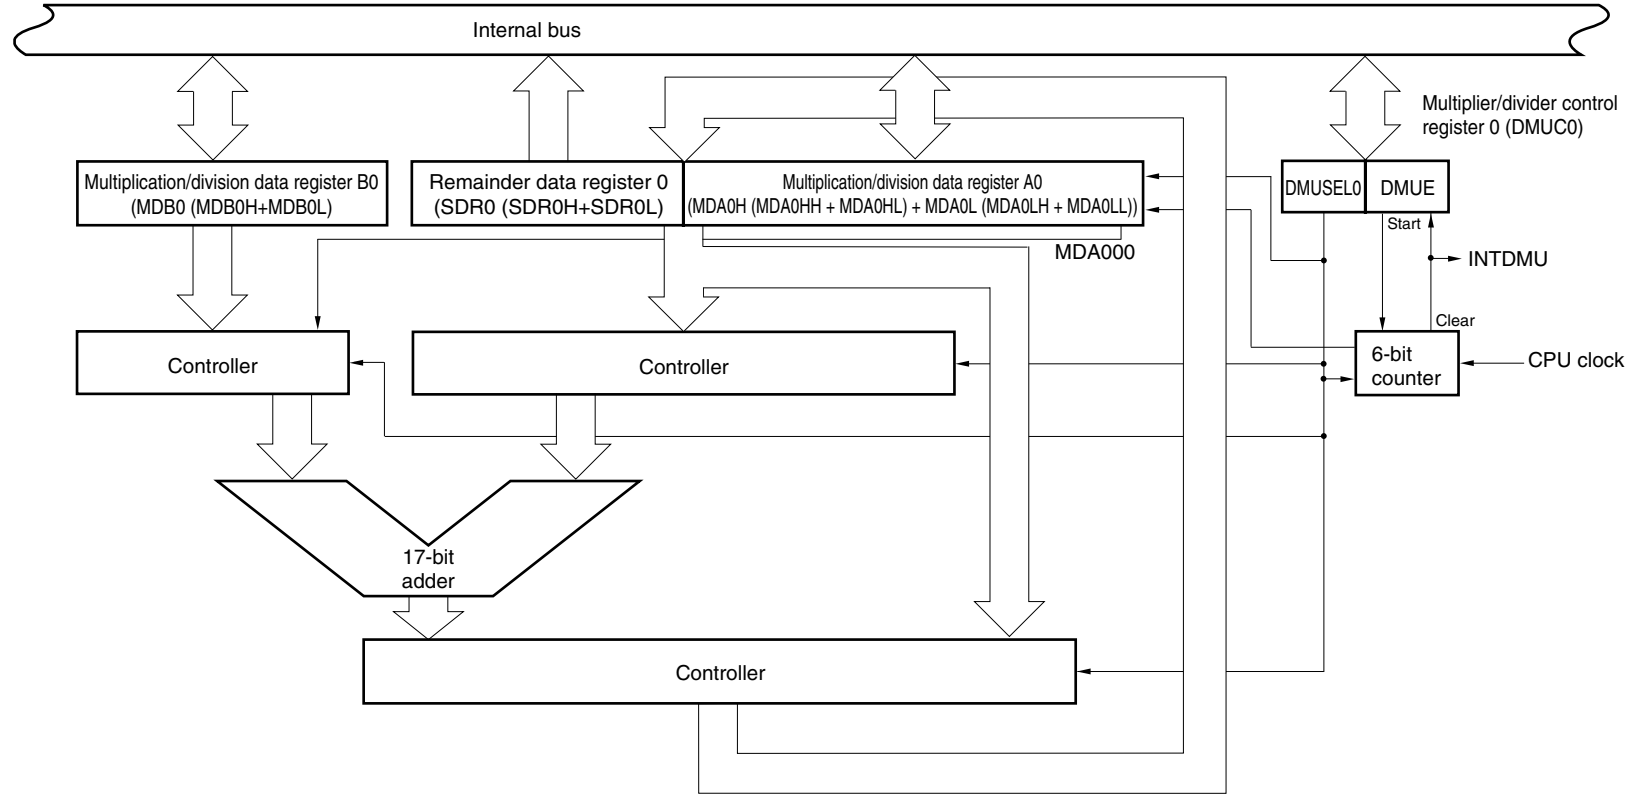 Internal bus
Multiplier/divider control
register 0 (DMUC0)
Multiplication/division data register B0
(MDB0 (MDB0H+MDB0L)
Remainder data register 0
(SDR0 (SDR0H+SDR0L)
Multiplication/division data register A0
(MDA0H (MDA0HH + MDA0HL) + MDA0L (MDA0LH + MDA0LL))
DMUSEL0
DMUE
Start
MDA000
INTDMU
Clear
Controller
Controller
6-bit
counter
CPU clock
17-bit
adder
Controller